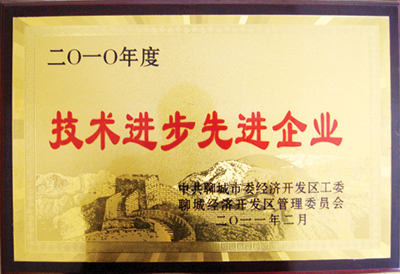 二〇一〇年度
技术进步先进企业
中共聊城市委经济开发区工委
聊城经济开发区管理委员会
二〇一一年二月